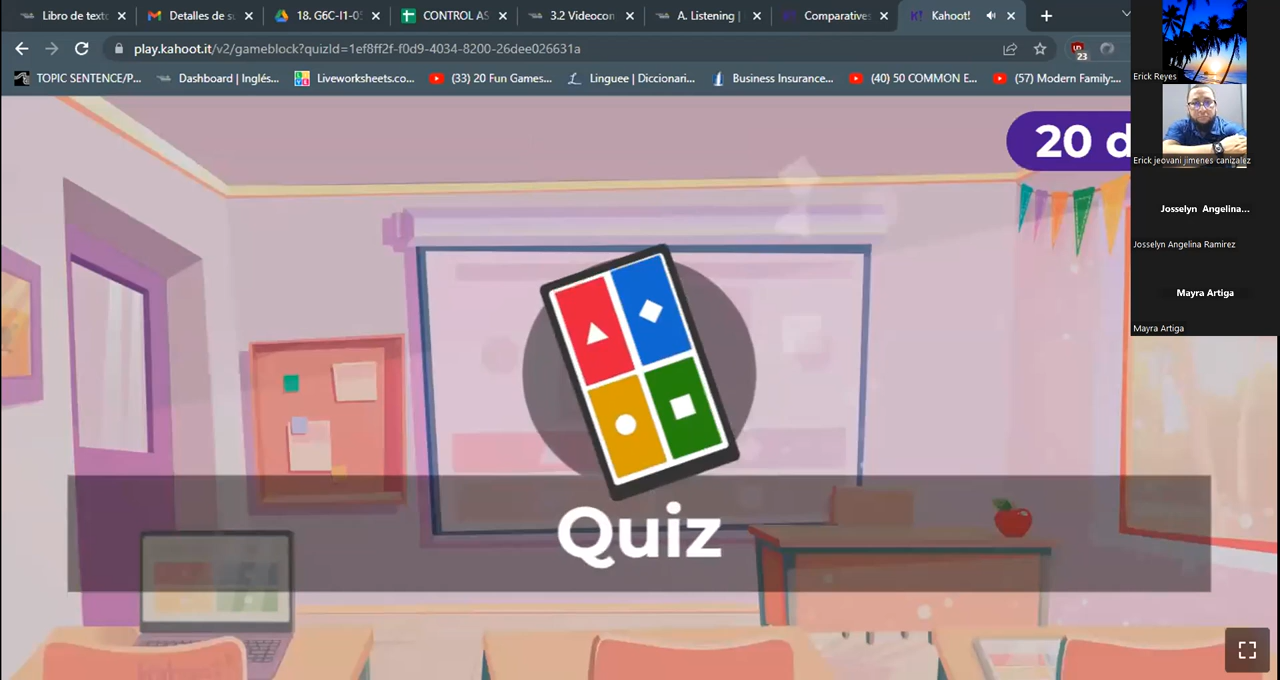 Libro de text
Detalles de su
18. G6C-I1-0
CONTROL AS
3.2 Videocon
A. Listening |
Comparative
Kahoot!
play.kahoot.it/v2/gameblock?quizId=1ef8ff2f-f0d9-4034-8200-26dee026631a
23
TOPIC SENTENCE/P...
Dashboard | Inglés...
Liveworksheets.co...
(33) 20 Fun Games...
Linguee | Diccionari...
Business Insurance...
(40) 50 COMMON E...
(57) Modern Family:...
20 d
Quiz
Erick Reyes
Erick jeovani jimenes canizalez
Josselyn Angelina...
Josselyn Angelina Ramirez
Mayra Artiga
Mayra Artiga